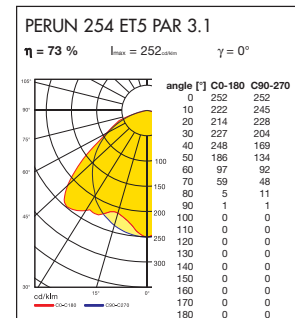 PERUN 254 ET5 PAR 3.1
η = 73 % Imax = 252 cd/klm γ = 0°
angle [°] C0-180 C90-270
0 252 252
10 222 245
20 214 228
30 227 204
40 248 169
50 186 134
60 97 92
70 59 48
80 5 11
90 1 1
100 0 0
110 0 0
120 0 0
130 0 0
140 0 0
150 0 0
160 0 0
170 0 0
180 0 0
105°
90°
75°
60°
45°
30° 15° 0°
100
150
200
250
300
cd/klm
C0-C180 C90-C270